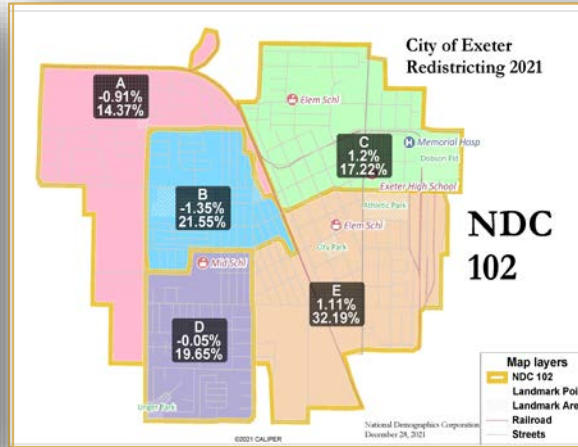 City of Exeter
Redistricting 2021
A
-0.91%
14.37%
Elem Schl
Memorial Hosp
Dobson Fld
C
1.2%
17.22%
Exeter High School
Athletic Park
B
-1.35%
21.55%
Elem Schl
City Park
NDC
102
Mid Schl
E
1.11%
32.19%
D
-0.05%
19.65%
Unger Park
Map layers
NDC 102
Landmark Poi
Landmark Are
Railroad
Streets
National Demographics Corporation
December 28, 2021
©2021 CALIPER